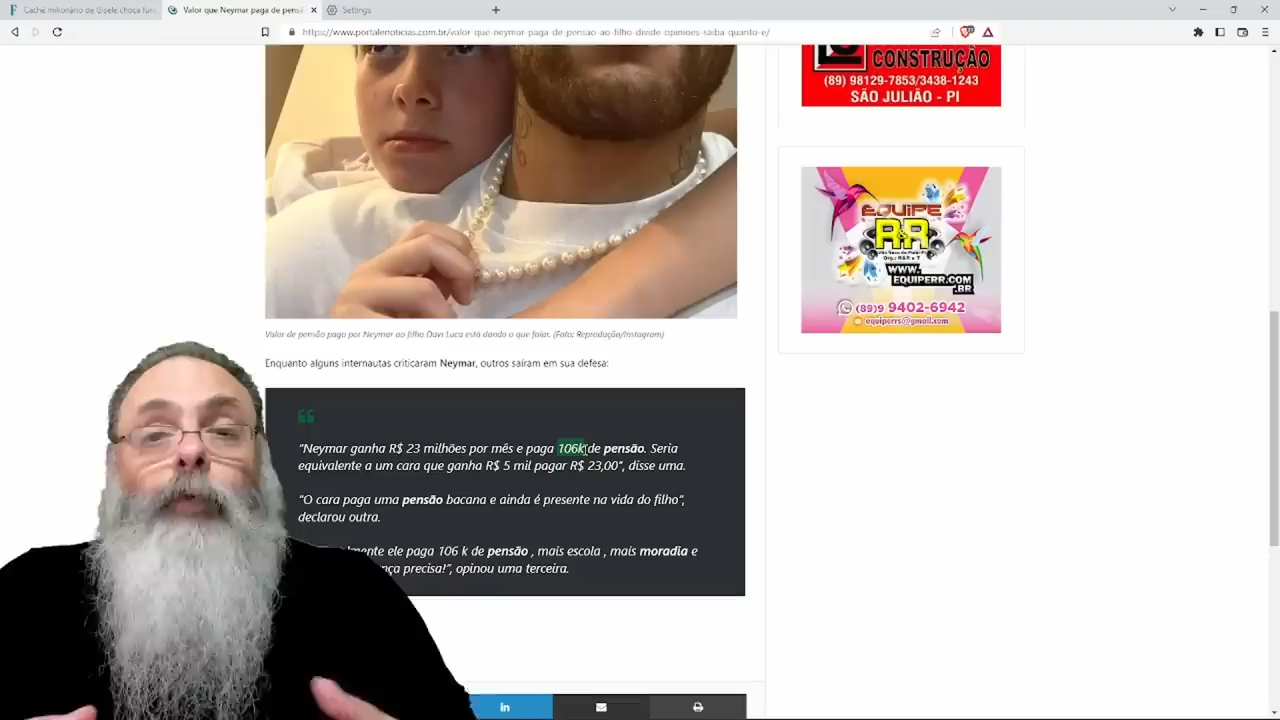 Cachê milionário de Gisele choca fun
Valor que Neymar paga de pensã
Settings
https://www.portalenoticias.com.br/valor-que-neymar-paga-de-pensao-ao-filho-divide-opinioes-saiba-quanto-e/
CONSTRUÇÃO
(89) 98129-7853/3438-1243
SÃO JULIÃO - PI
EQUIPE
R&R
Org.: R&R e T
WWW.
EQUIPERR.COM
.BR
(89)9 9402-6942
equiperrs@gmail.com
Valor de pensão pago por Neymar ao filho Davi Luca está dando o que falar. (Foto: Reprodução/Instagram)
Enquanto alguns internautas criticaram Neymar, outros saíram em sua defesa:
"Neymar ganha R$ 23 milhões por mês e paga 106k de pensão. Seria
equivalente a um cara que ganha R$ 5 mil pagar R$ 23,00", disse uma.
"O cara paga uma pensão bacana e ainda é presente na vida do filho",
declarou outra.
ele paga 106 k de pensão , mais escola , mais moradia e
precisa!", opinou uma terceira.
in